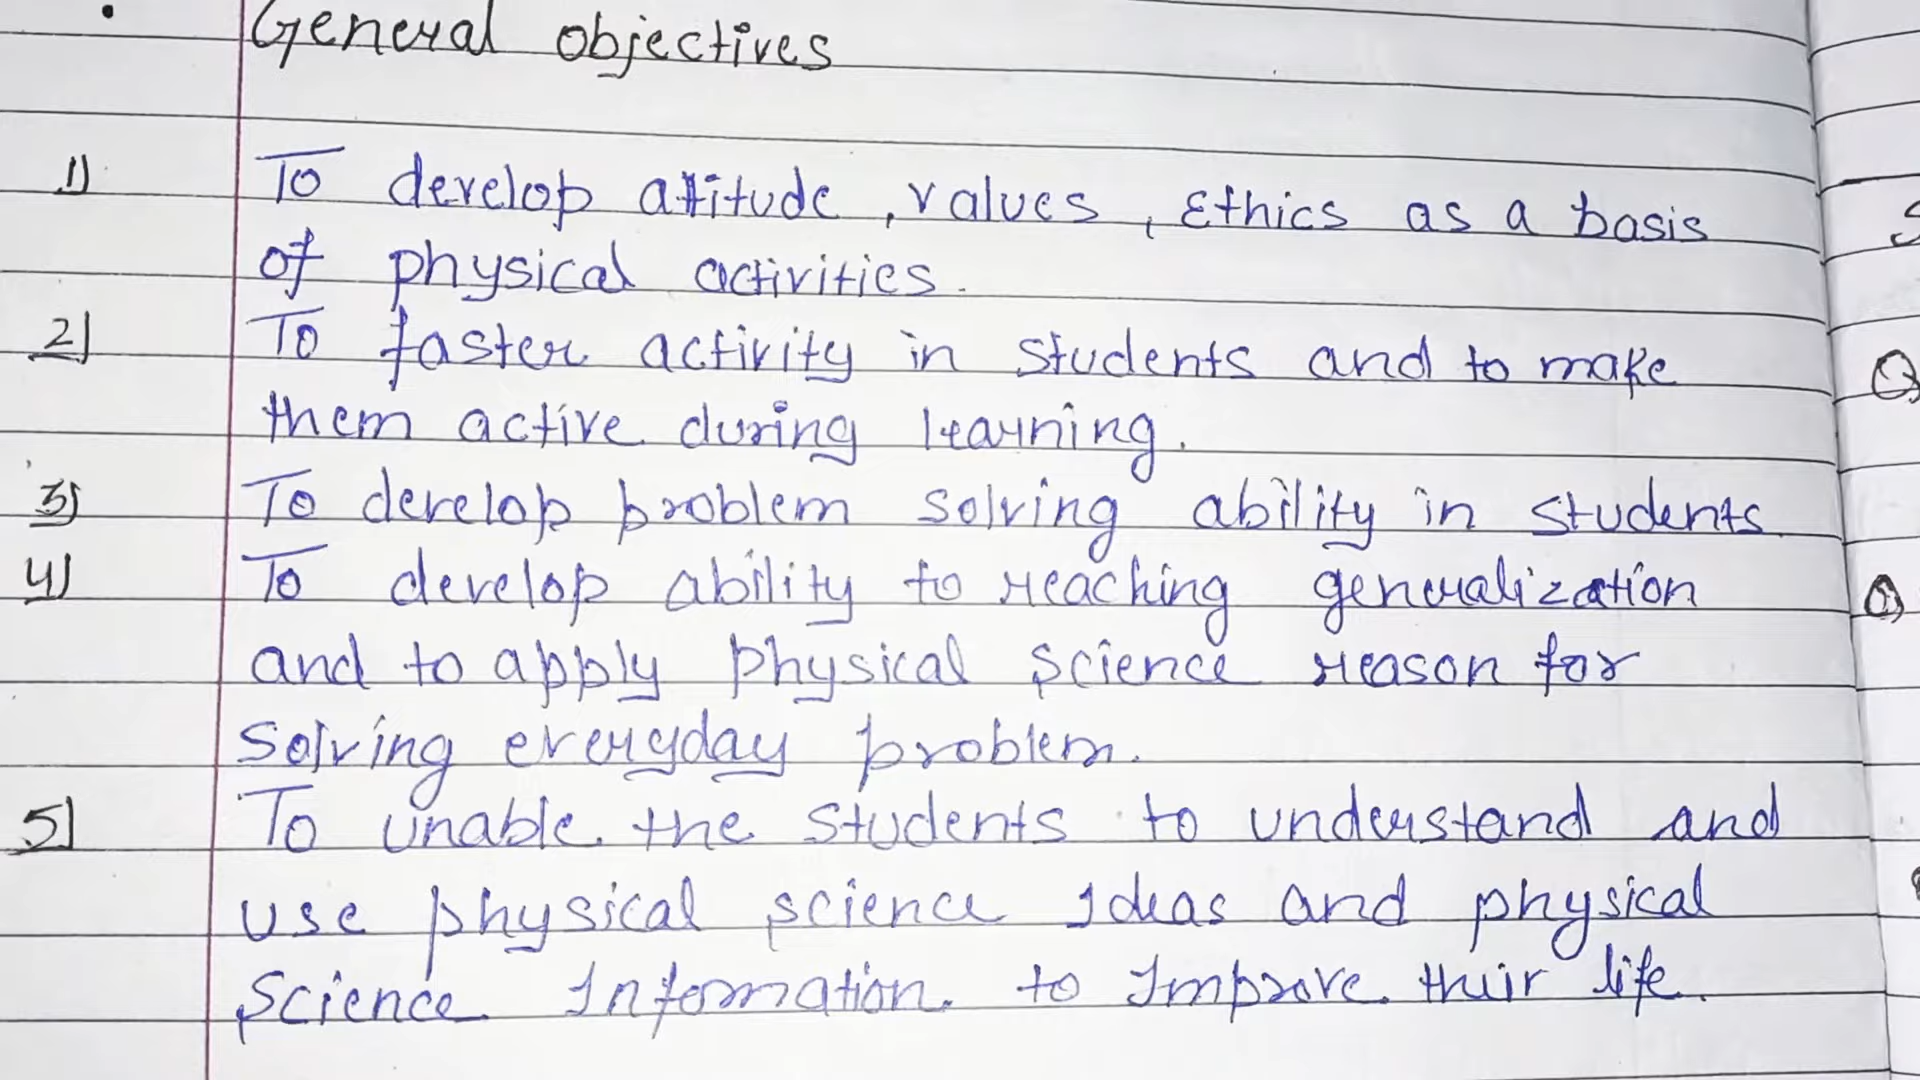 • General objectives
1) To develop attitude, values, Ethics as a basis
of physical activities.
2) To faster activity in students and to make
them active during learning.
3) To develop problem solving ability in students
4) To develop ability to reaching generalization
and to apply physical science reason for
solving everyday problem.
5) To unable the students to understand and
use physical science Ideas and physical
science Information to Improve their life.